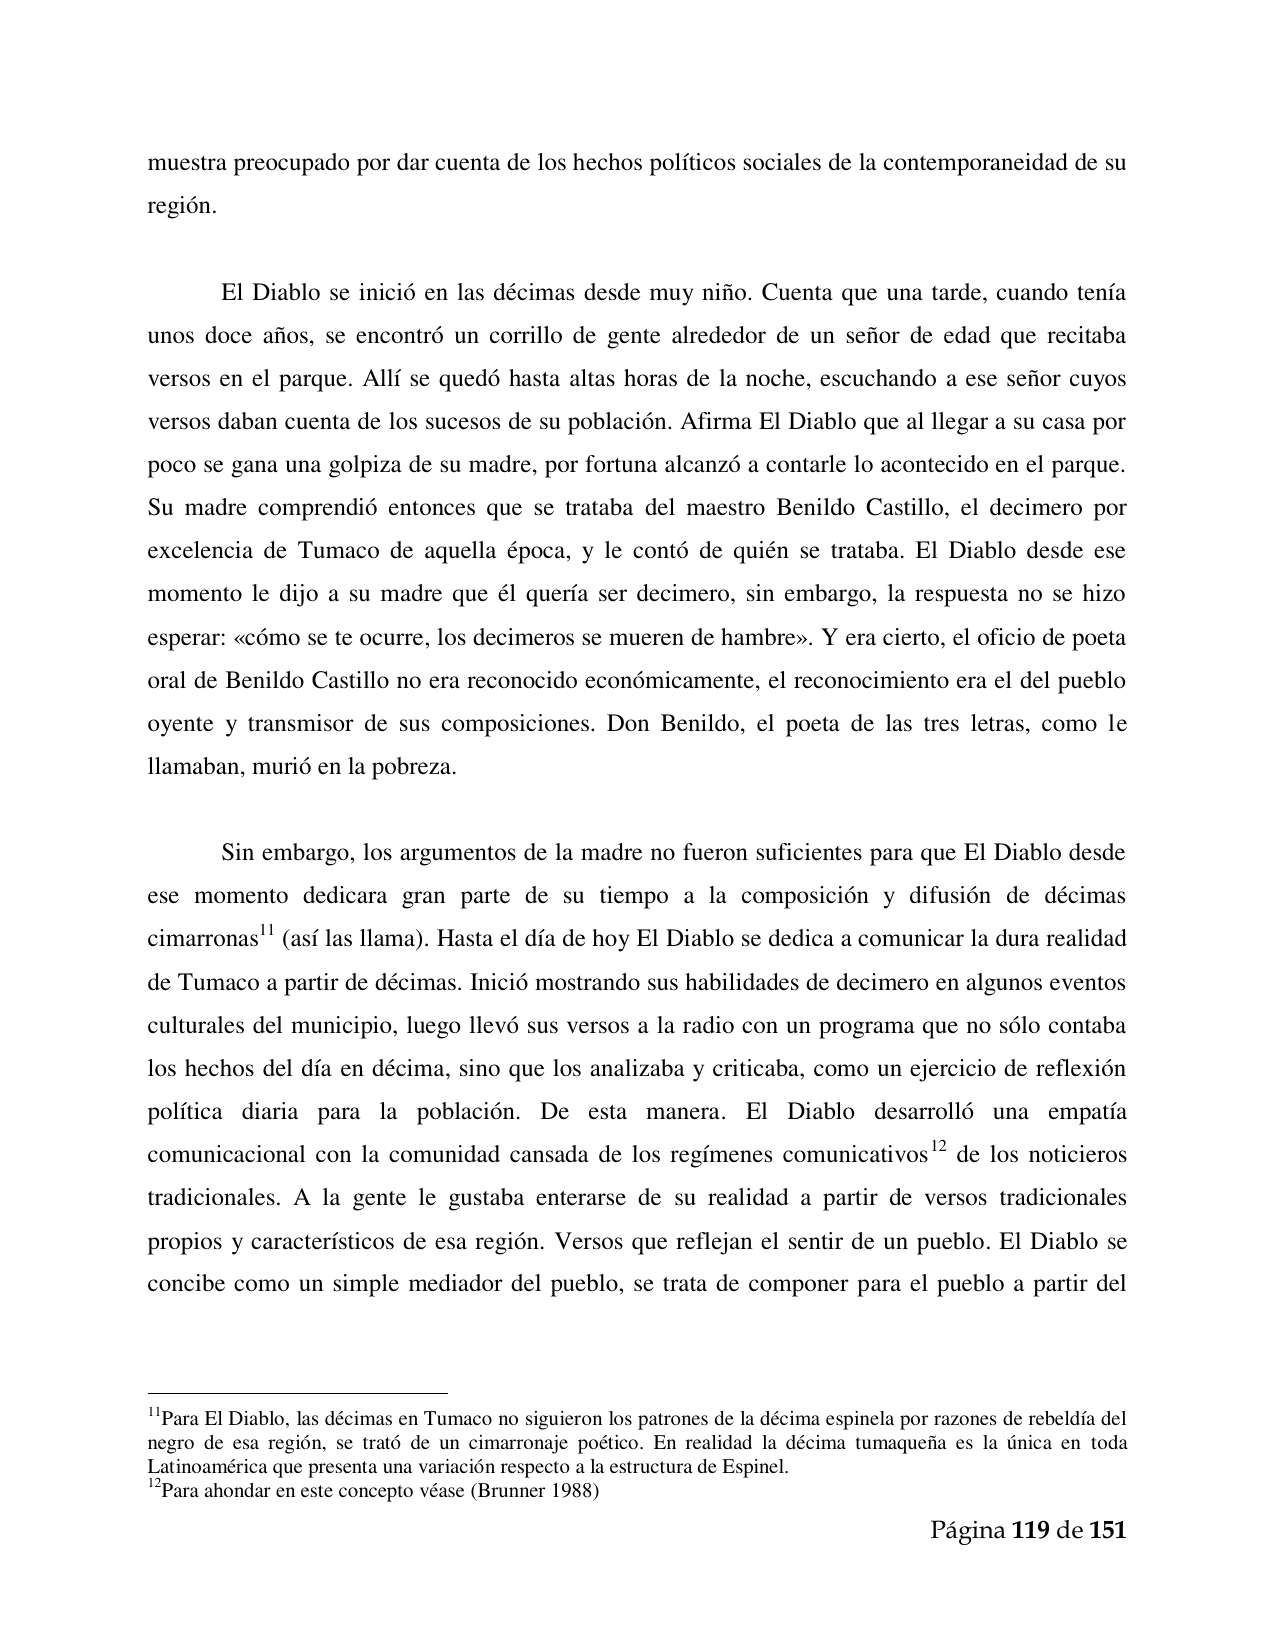 muestra preocupado por dar cuenta de los hechos políticos sociales de la contemporaneidad de su
región.
El Diablo se inició en las décimas desde muy niño. Cuenta que una tarde, cuando tenía
unos doce años, se encontró un corrillo de gente alrededor de un señor de edad que recitaba
versos en el parque. Allí se quedó hasta altas horas de la noche, escuchando a ese señor cuyos
versos daban cuenta de los sucesos de su población. Afirma El Diablo que al llegar a su casa por
poco se gana una golpiza de su madre, por fortuna alcanzó a contarle lo acontecido en el parque.
Su madre comprendió entonces que se trataba del maestro Benildo Castillo, el decimero por
excelencia de Tumaco de aquella época, y le contó de quién se trataba. El Diablo desde ese
momento le dijo a su madre que él quería ser decimero, sin embargo, la respuesta no se hizo
esperar: «cómo se te ocurre, los decimeros se mueren de hambre». Y era cierto, el oficio de poeta
oral de Benildo Castillo no era reconocido económicamente, el reconocimiento era el del pueblo
oyente y transmisor de sus composiciones. Don Benildo, el poeta de las tres letras, como le
llamaban, murió en la pobreza.
Sin embargo, los argumentos de la madre no fueron suficientes para que El Diablo desde
ese momento dedicara gran parte de su tiempo a la composición y difusión de décimas
cimarronas11 (así las llama). Hasta el día de hoy El Diablo se dedica a comunicar la dura realidad
de Tumaco a partir de décimas. Inició mostrando sus habilidades de decimero en algunos eventos
culturales del municipio, luego llevó sus versos a la radio con un programa que no sólo contaba
los hechos del día en décima, sino que los analizaba y criticaba, como un ejercicio de reflexión
política diaria para la población. De esta manera. El Diablo desarrolló una empatía
comunicacional con la comunidad cansada de los regímenes comunicativos12 de los noticieros
tradicionales. A la gente le gustaba enterarse de su realidad a partir de versos tradicionales
propios y característicos de esa región. Versos que reflejan el sentir de un pueblo. El Diablo se
concibe como un simple mediador del pueblo, se trata de componer para el pueblo a partir del
11Para El Diablo, las décimas en Tumaco no siguieron los patrones de la décima espinela por razones de rebeldía del
negro de esa región, se trató de un cimarronaje poético. En realidad la décima tumaqueña es la única en toda
Latinoamérica que presenta una variación respecto a la estructura de Espinel.
12Para ahondar en este concepto véase (Brunner 1988)
Página 119 de 151